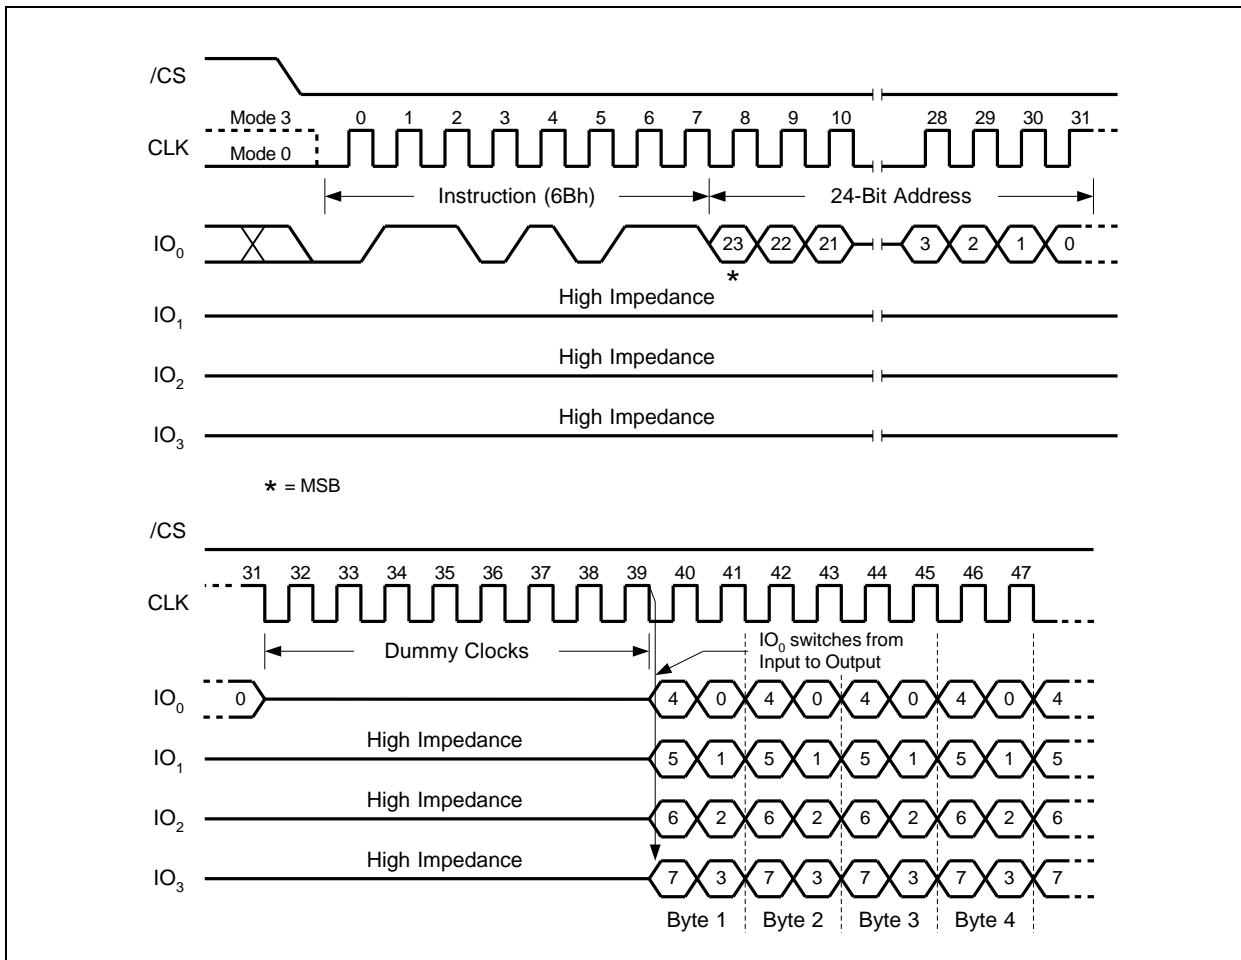 /CS
Mode 3 0 1 2 3 4 5 6 7 8 9 10 28 29 30 31
CLK
Mode 0
Instruction (6Bh) 24-Bit Address
IO0 23 22 21 3 2 1 0
*
High Impedance
IO1
High Impedance
IO2
High Impedance
IO3
* = MSB
/CS
31 32 33 34 35 36 37 38 39 40 41 42 43 44 45 46 47
CLK
Dummy Clocks
IO0 switches from
Input to Output
IO0 0 4 0 4 0 4 0 4 0 4
High Impedance
IO1 5 1 5 1 5 1 5 1 5
High Impedance
IO2 6 2 6 2 6 2 6 2 6
High Impedance
IO3 7 3 7 3 7 3 7 3 7
Byte 1 Byte 2 Byte 3 Byte 4